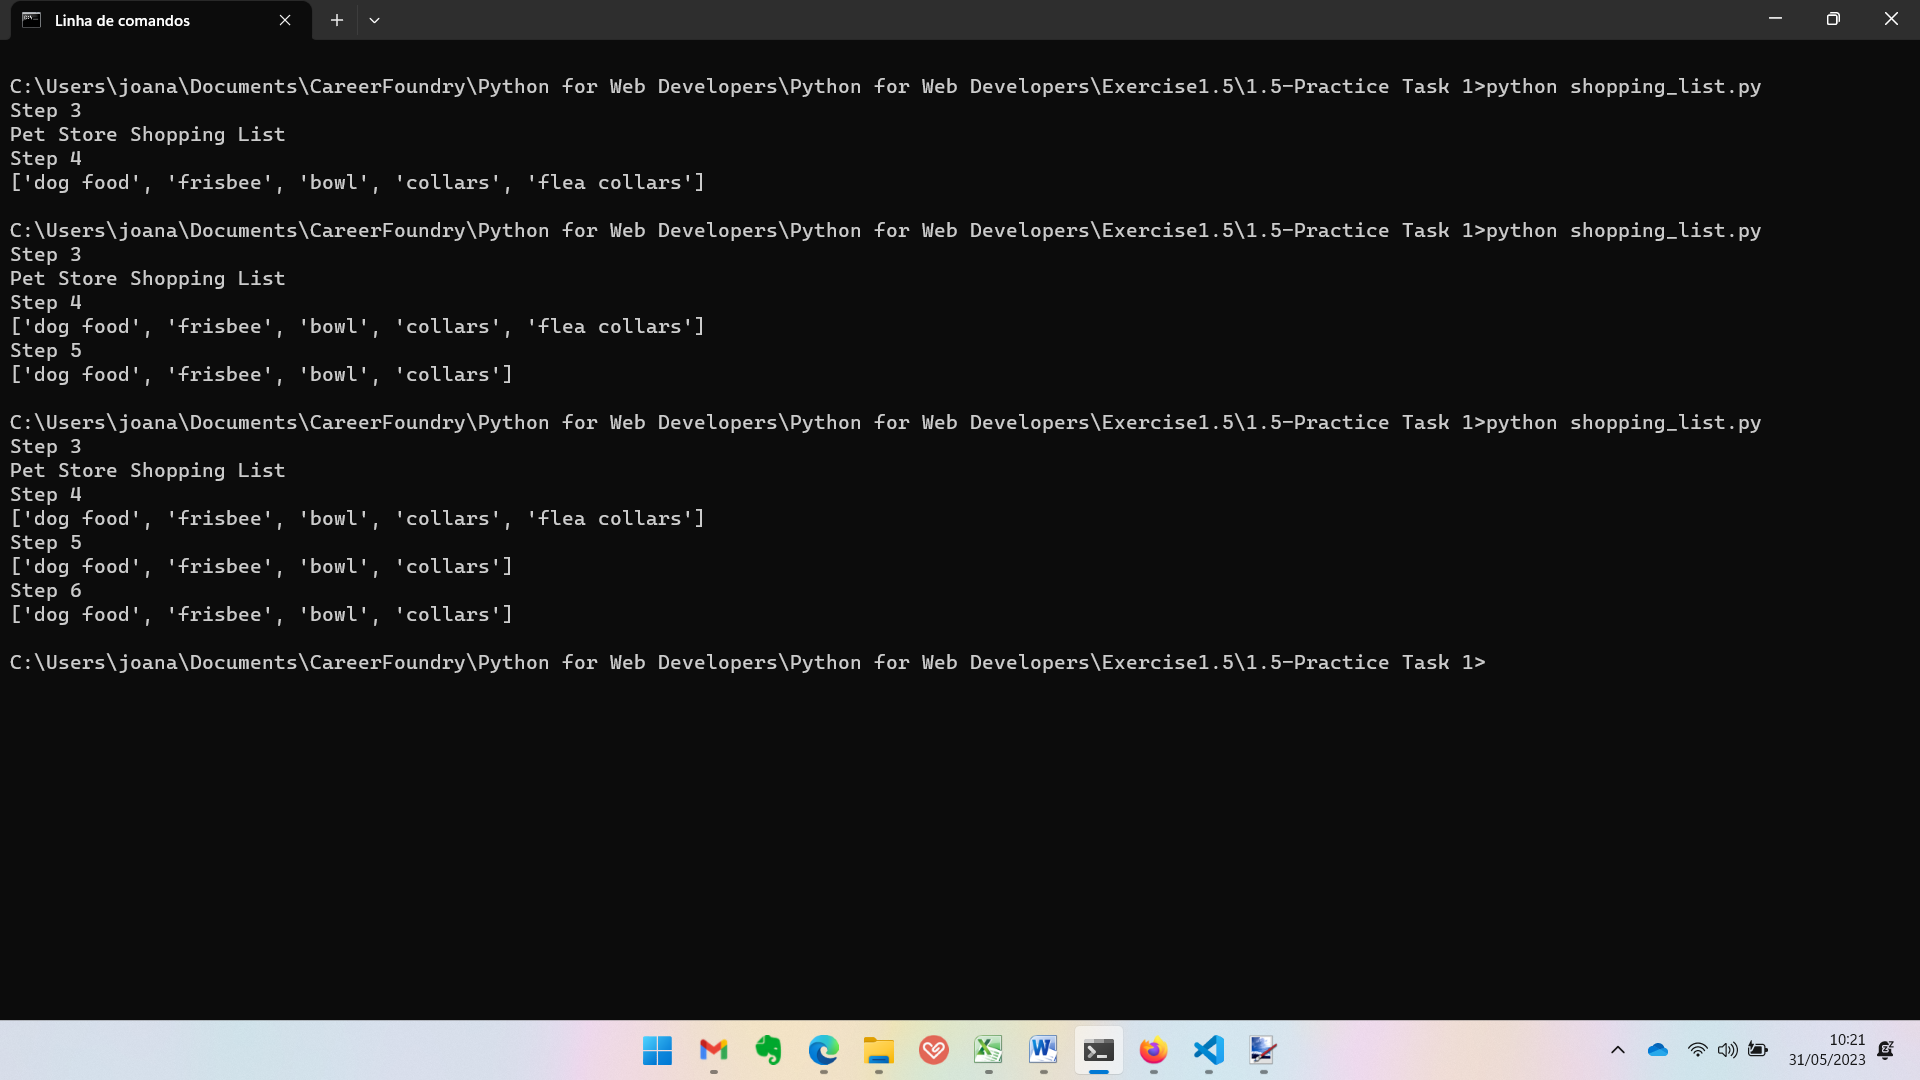 Linha de comandos
C:\Users\joana\Documents\CareerFoundry\Python for Web Developers\Python for Web Developers\Exercise1.5\1.5-Practice Task 1>python shopping_list.py
Step 3
Pet Store Shopping List
Step 4
['dog food', 'frisbee', 'bowl', 'collars', 'flea collars']
C:\Users\joana\Documents\CareerFoundry\Python for Web Developers\Python for Web Developers\Exercise1.5\1.5-Practice Task 1>python shopping_list.py
Step 3
Pet Store Shopping List
Step 4
['dog food', 'frisbee', 'bowl', 'collars', 'flea collars']
Step 5
['dog food', 'frisbee', 'bowl', 'collars']
C:\Users\joana\Documents\CareerFoundry\Python for Web Developers\Python for Web Developers\Exercise1.5\1.5-Practice Task 1>python shopping_list.py
Step 3
Pet Store Shopping List
Step 4
['dog food', 'frisbee', 'bowl', 'collars', 'flea collars']
Step 5
['dog food', 'frisbee', 'bowl', 'collars']
Step 6
['dog food', 'frisbee', 'bowl', 'collars']
C:\Users\joana\Documents\CareerFoundry\Python for Web Developers\Python for Web Developers\Exercise1.5\1.5-Practice Task 1>
10:21
31/05/2023